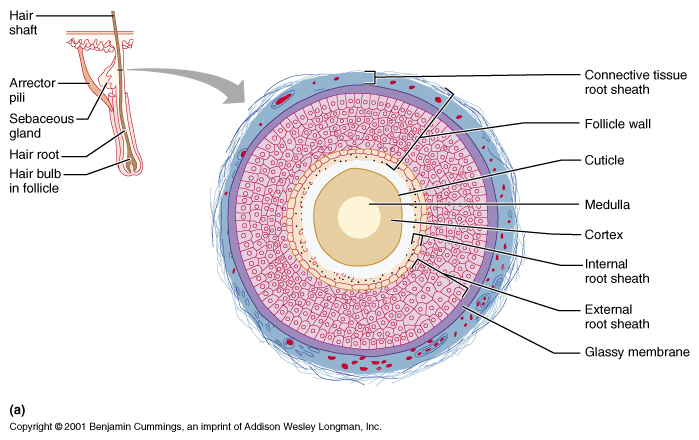 Hair
shaft
Arrector
pili
Sebaceous
gland
Hair root
Hair bulb
in follicle
Connective tissue
root sheath
Follicle wall
Cuticle
Medulla
Cortex
Internal
root sheath
External
root sheath
Glassy membrane
(a)
Copyright © 2001 Benjamin Cummings, an imprint of Addison Wesley Longman, Inc.